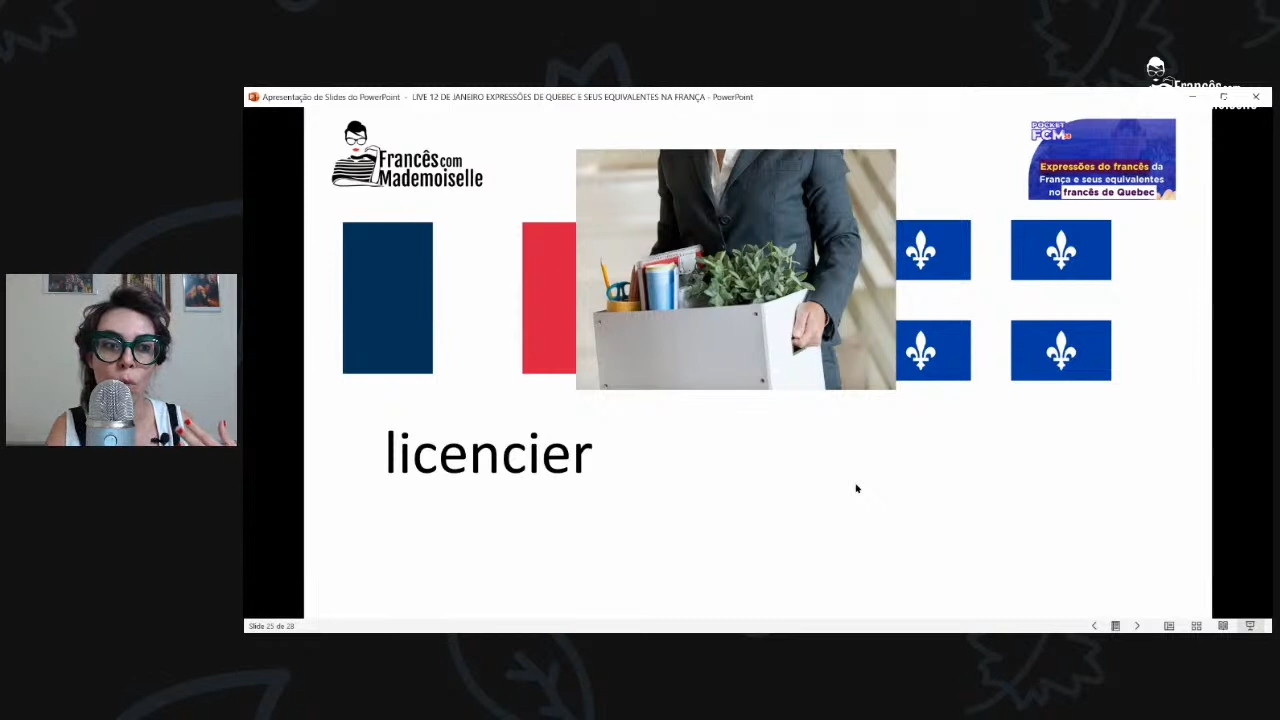 Francês
Apresentação de Slides do PowerPoint - LIVE 12 DE JANEIRO EXPRESSÕES DE QUEBEC E SEUS EQUIVALENTES NA FRANÇA - PowerPoint
Francês com
Mademoiselle
POCKET
FCM
Expressões do francês da
França e seus equivalentes
no francês de Quebec
licencier
Slide 25 de 28